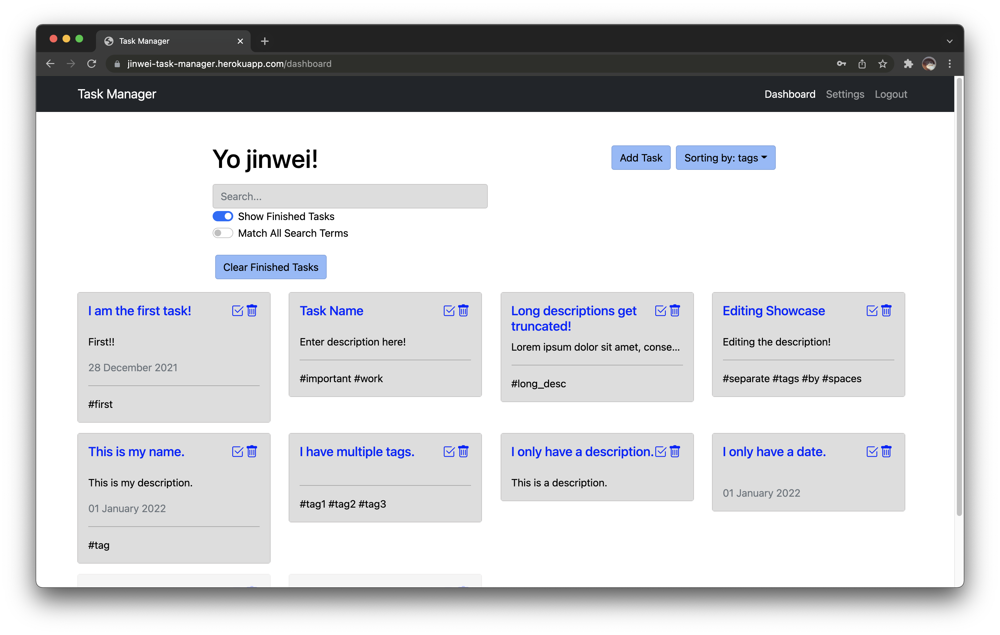 Task Manager
jinwei-task-manager.herokuapp.com/dashboard
Task Manager
Dashboard Settings Logout
Yo jinwei!
Add Task
Sorting by: tags
Search...
Show Finished Tasks
Match All Search Terms
Clear Finished Tasks
I am the first task!
First!!
28 December 2021
#first
Task Name
Enter description here!
#important #work
Long descriptions get
truncated!
Lorem ipsum dolor sit amet, conse...
#long_desc
Editing Showcase
Editing the description!
#separate #tags #by #spaces
This is my name.
This is my description.
01 January 2022
#tag
I have multiple tags.
#tag1 #tag2 #tag3
I only have a description.
This is a description.
I only have a date.
01 January 2022